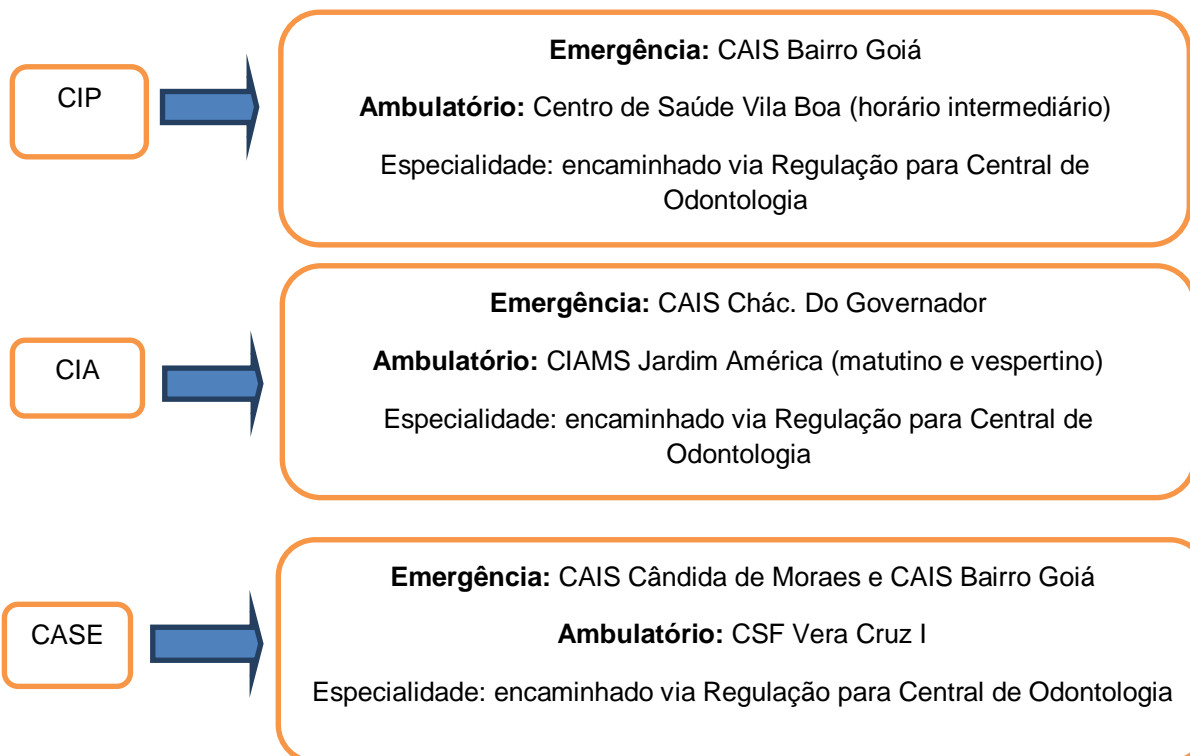 CIP
Emergência: CAIS Bairro Goiá
Ambulatório: Centro de Saúde Vila Boa (horário intermediário)
Especialidade: encaminhado via Regulação para Central de
Odontologia
CIA
Emergência: CAIS Chác. Do Governador
Ambulatório: CIAMS Jardim América (matutino e vespertino)
Especialidade: encaminhado via Regulação para Central de
Odontologia
CASE
Emergência: CAIS Cândida de Moraes e CAIS Bairro Goiá
Ambulatório: CSF Vera Cruz I
Especialidade: encaminhado via Regulação para Central de Odontologia